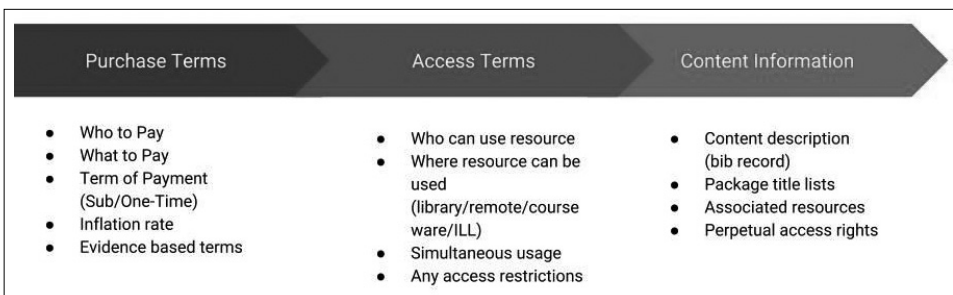 Purchase Terms
Access Terms
Content Information
● Who to Pay
● What to Pay
● Term of Payment
(Sub/One-Time)
● Inflation rate
● Evidence based terms
● Who can use resource
● Where resource can be
used
(library/remote/course
ware/ILL)
● Simultaneous usage
● Any access restrictions
● Content description
(bib record)
● Package title lists
● Associated resources
● Perpetual access rights